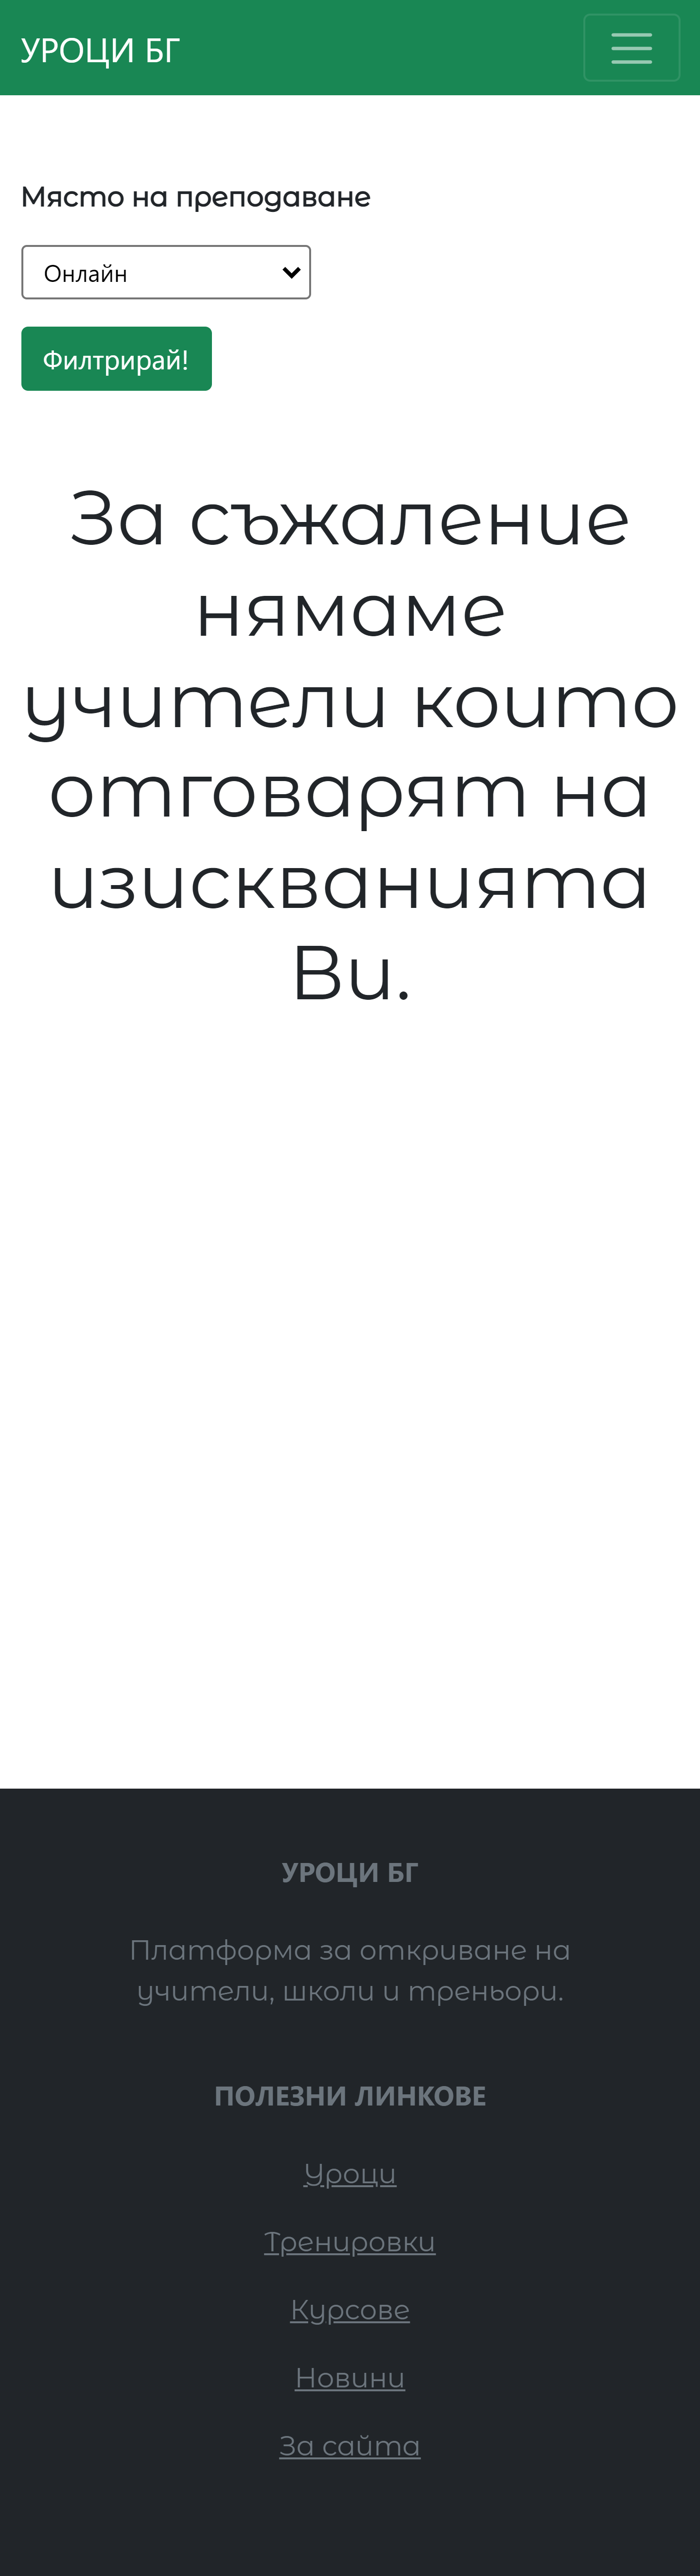 УРОЦИ БГ
Място на преподаване
Онлайн
Филтрирай!
За съжаление
нямаме
учители които
отговарят на
изискванията
Ви.
УРОЦИ БГ
Платформа за откриване на
учители, школи и треньори.
ПОЛЕЗНИ ЛИНКОВЕ
Уроци
Тренировки
Курсове
Новини
За сайта